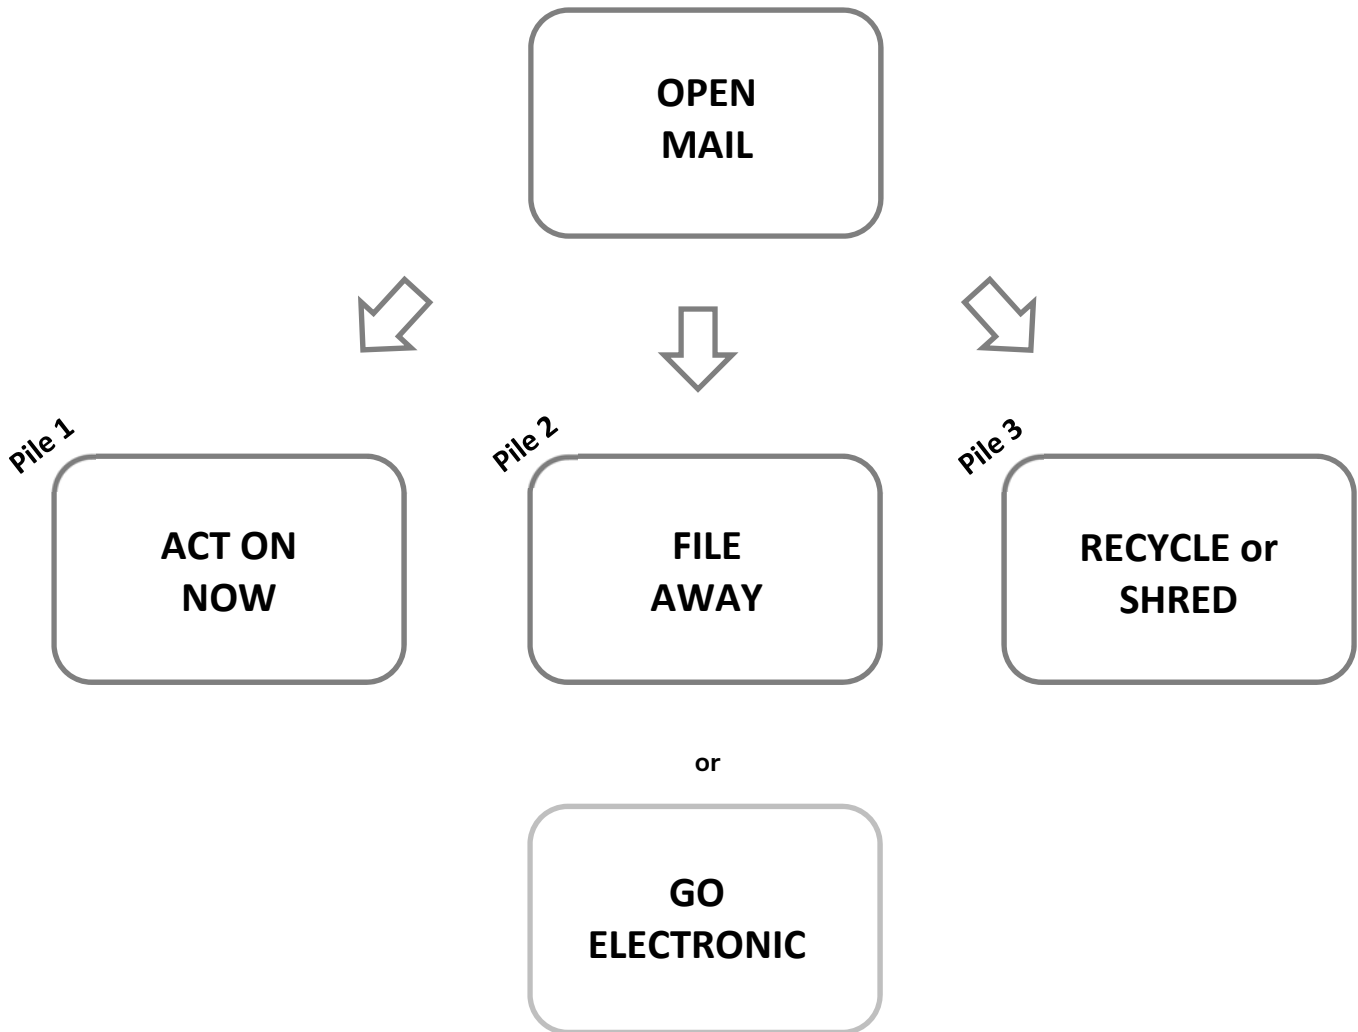 OPEN
MAIL
Pile 1
Pile 2
Pile 3
ACT ON
NOW
FILE
AWAY
RECYCLE or
SHRED
or
GO
ELECTRONIC